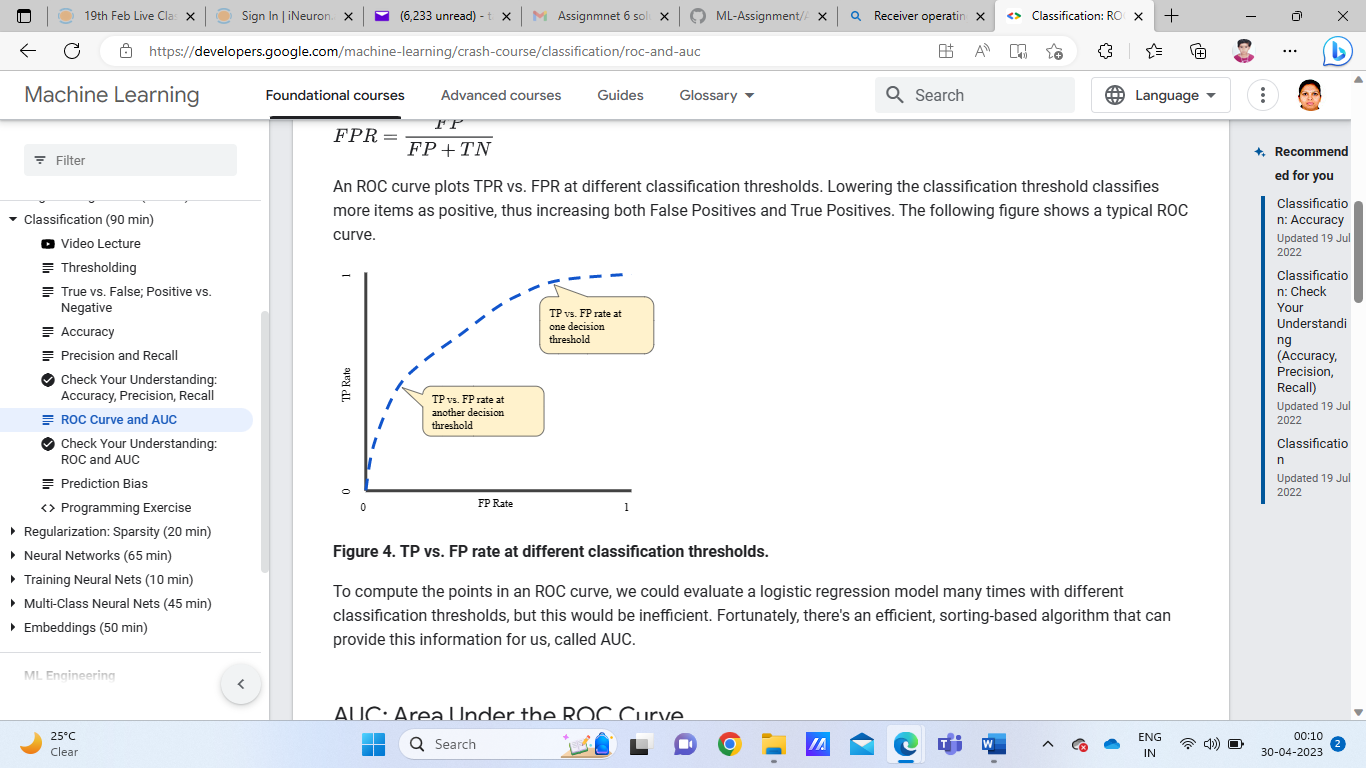 19th Feb Live Clas
Sign In | iNeuron.
(6,233 unread) - t
Assignmnet 6 solu
ML-Assignment/A
Receiver operatin
Classification: RO
https://developers.google.com/machine-learning/crash-course/classification/roc-and-auc
Machine Learning
Foundational courses
Advanced courses
Guides
Glossary
Search
Language
Filter
Classification (90 min)
Video Lecture
Thresholding
True vs. False; Positive vs.
Negative
Accuracy
Precision and Recall
Check Your Understanding:
Accuracy, Precision, Recall
ROC Curve and AUC
Check Your Understanding:
ROC and AUC
Prediction Bias
Programming Exercise
Regularization: Sparsity (20 min)
Neural Networks (65 min)
Training Neural Nets (10 min)
Multi-Class Neural Nets (45 min)
Embeddings (50 min)
ML Engineering
FP
FPR =
FP + TN
An ROC curve plots TPR vs. FPR at different classification thresholds. Lowering the classification threshold classifies
more items as positive, thus increasing both False Positives and True Positives. The following figure shows a typical ROC
curve.
1
TP Rate
0
TP vs. FP rate at
one decision
threshold
TP vs. FP rate at
another decision
threshold
0
FP Rate
1
Figure 4. TP vs. FP rate at different classification thresholds.
To compute the points in an ROC curve, we could evaluate a logistic regression model many times with different
classification thresholds, but this would be inefficient. Fortunately, there's an efficient, sorting-based algorithm that can
provide this information for us, called AUC.
AUC: Area Under the ROC Curve
Recommend
ed for you
Classificatio
n: Accuracy
Updated 19 Jul
2022
Classificatio
n: Check
Your
Understandi
ng
(Accuracy,
Precision,
Recall)
Updated 19 Jul
2022
Classificatio
n
Updated 19 Jul
2022
25°C
Clear
Search
ENG
IN
00:10
30-04-2023
2